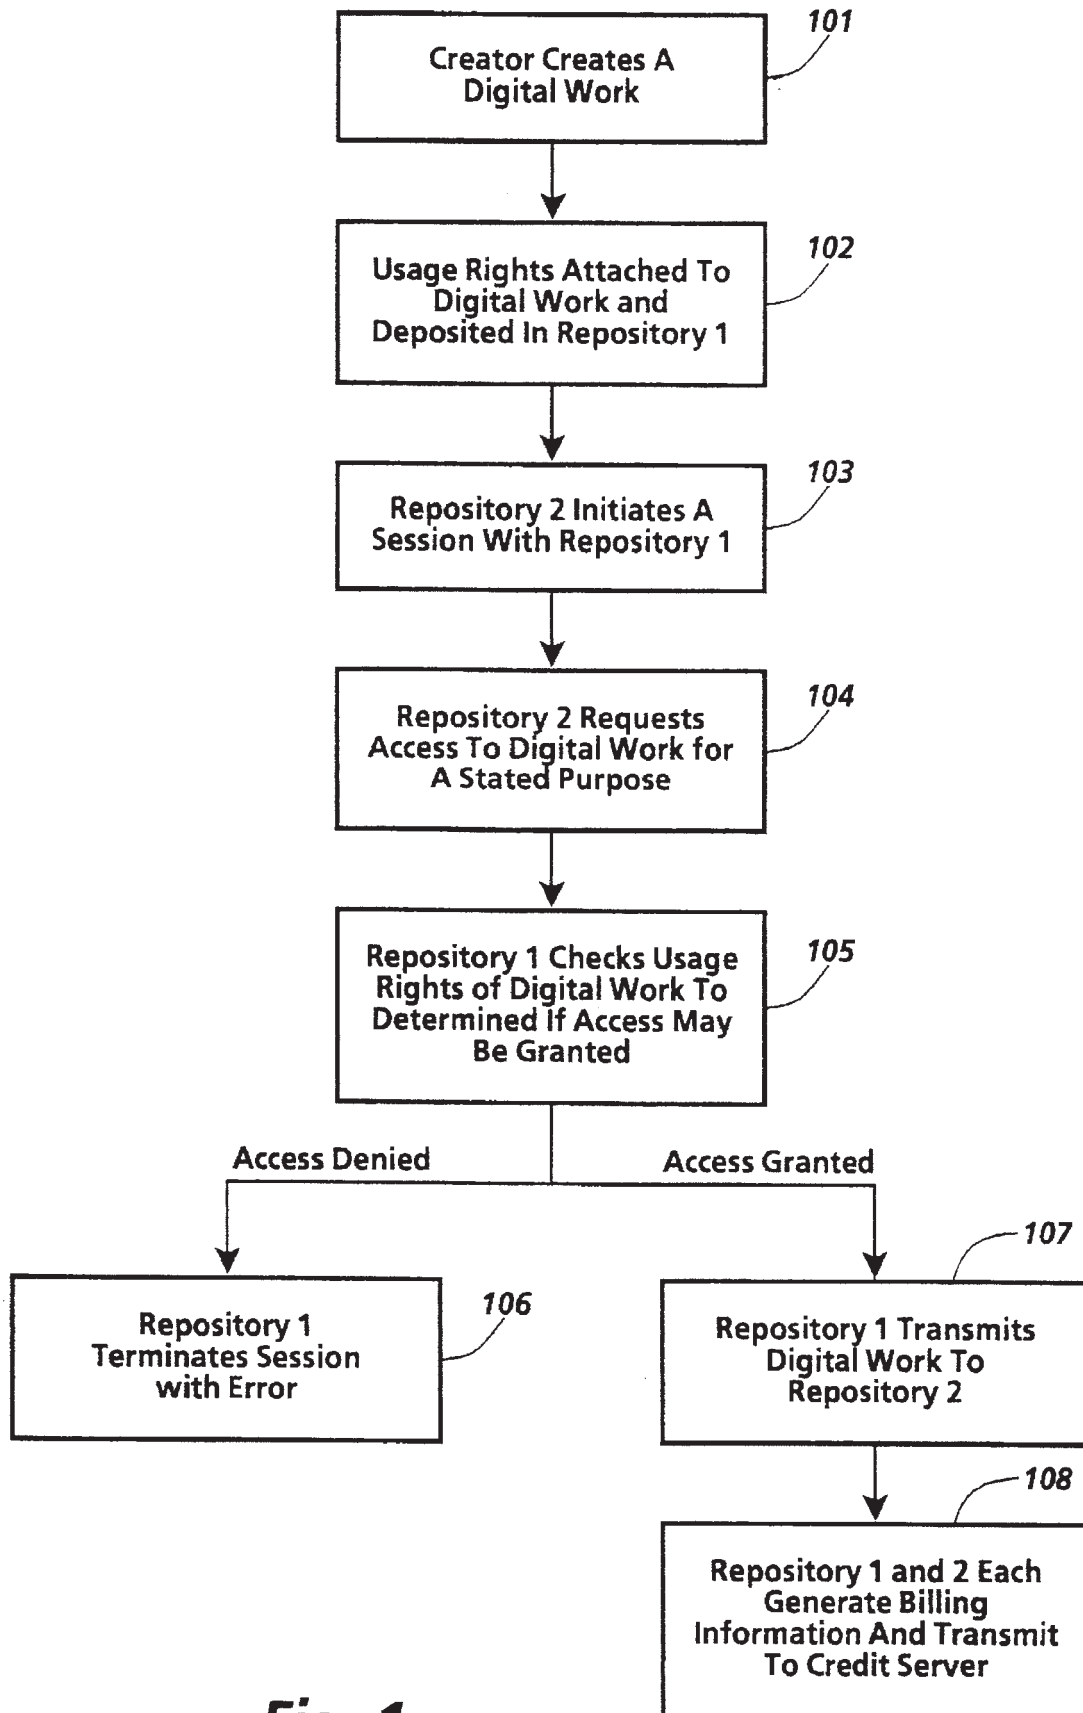 101
Creator Creates A
Digital Work
102
Usage Rights Attached To
Digital Work and
Deposited In Repository 1
103
Repository 2 Initiates A
Session With Repository 1
104
Repository 2 Requests
Access To Digital Work for
A Stated Purpose
105
Repository 1 Checks Usage
Rights of Digital Work To
Determined If Access May
Be Granted
Access Denied
Access Granted
106
Repository 1
Terminates Session
with Error
107
Repository 1 Transmits
Digital Work To
Repository 2
108
Repository 1 and 2 Each
Generate Billing
Information And Transmit
To Credit Server
Fig. 1